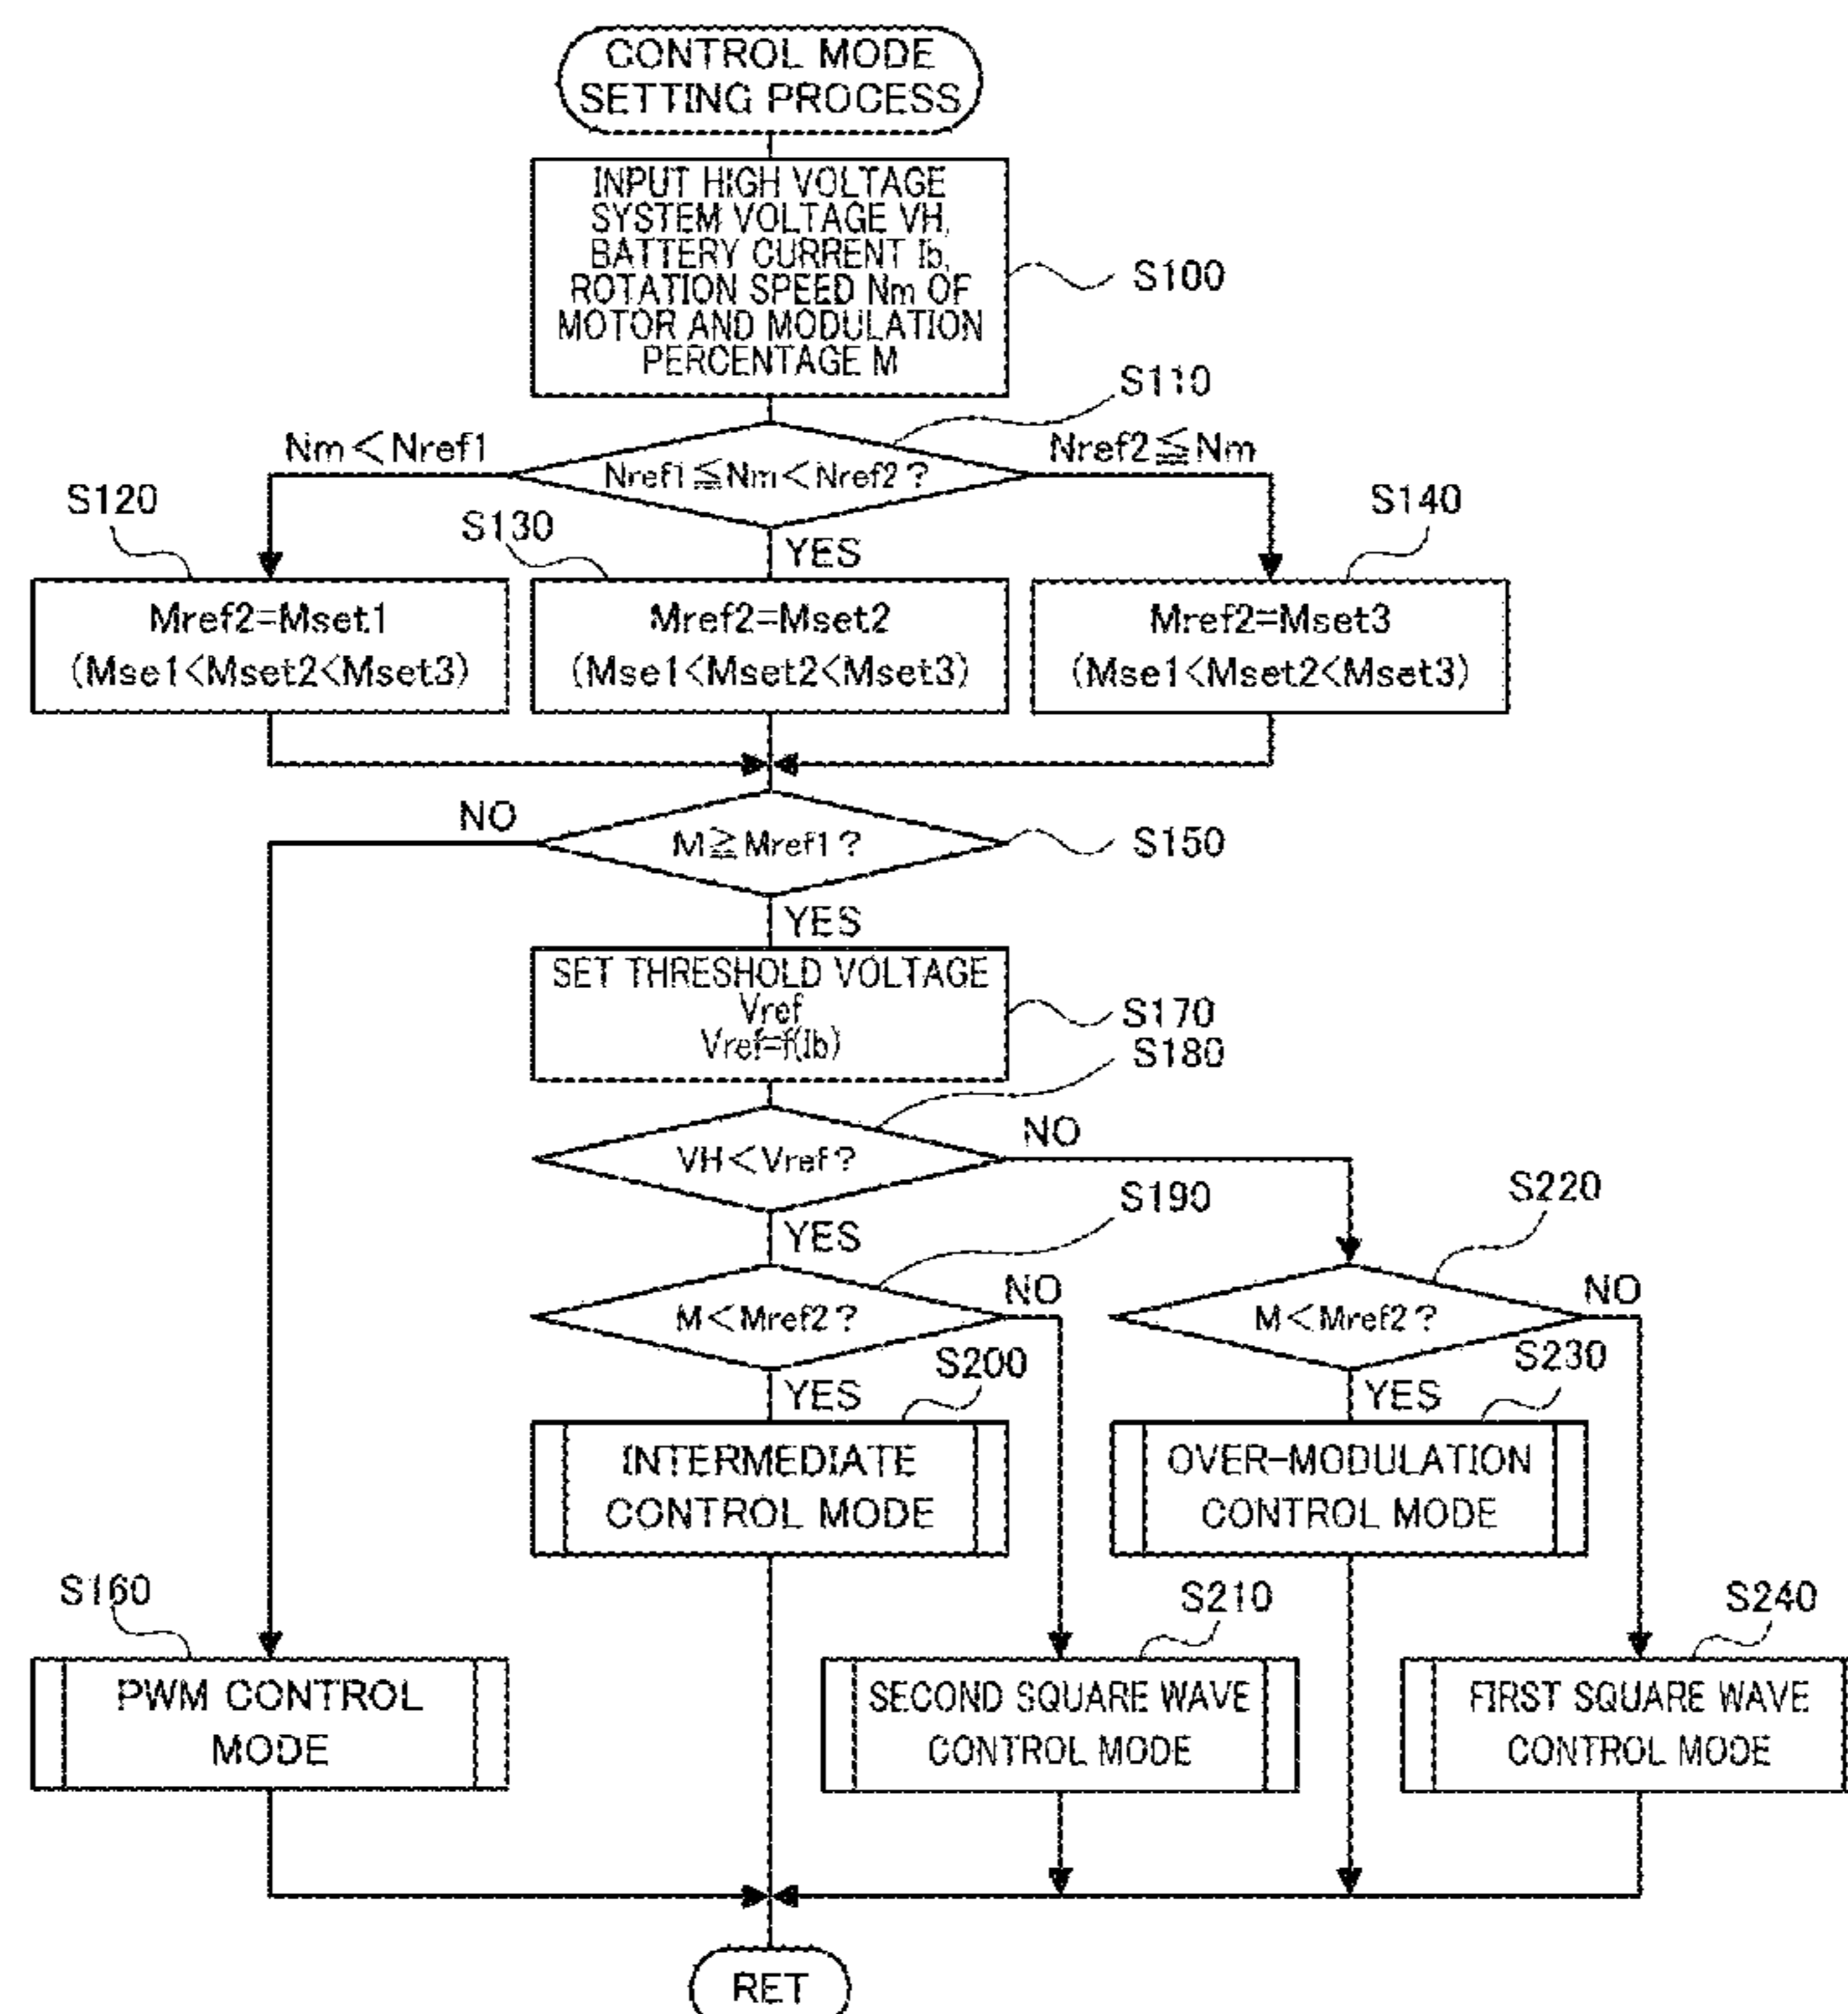 CONTROL MODE
SETTING PROCESS
INPUT HIGH VOLTAGE
SYSTEM VOLTAGE VH,
BATTERY CURRENT Ib,
ROTATION SPEED Nm OF
MOTOR AND MODULATION
PERCENTAGE M
S100
S110
Nm<Nref1
Nref1≦Nm<Nref2?
Nref2≦Nm
S120
S130
YES
S140
Mref2=Mset1
(Mse1<Mset2<Mset3)
Mref2=Mset2
(Mse1<Mset2<Mset3)
Mref2=Mset3
(Mse1<Mset2<Mset3)
NO
M≧Mref1?
S150
YES
SET THRESHOLD VOLTAGE
Vref
Vref=f(Ib)
S170
S180
VH<Vref?
NO
YES
S190
S220
M<Mref2?
NO
M<Mref2?
NO
YES
S200
YES
S230
INTERMEDIATE
CONTROL MODE
OVER-MODULATION
CONTROL MODE
S160
S210
S240
PWM CONTROL
MODE
SECOND SQUARE WAVE
CONTROL MODE
FIRST SQUARE WAVE
CONTROL MODE
RET